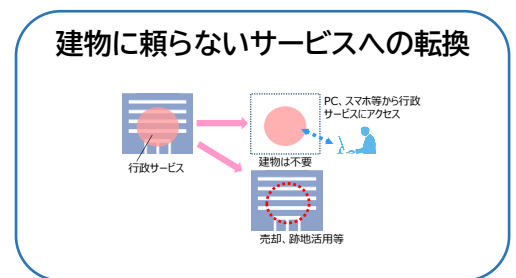 建物に頼らないサービスへの転換
PC、スマホ等から行政
サービスにアクセス
行政サービス
建物は不要
売却、跡地活用等